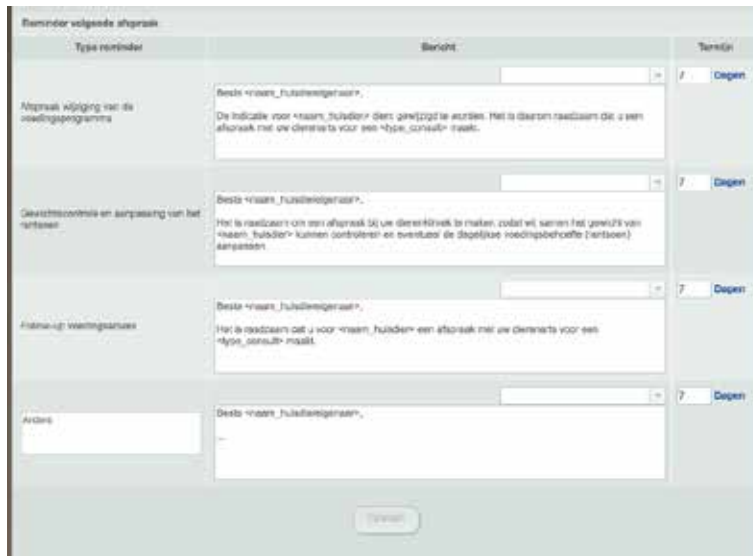 Reminder volgende afspraak
Type reminder
Bericht
Termijn
7 Dagen
Afspraak wijziging van de
voedingsprogramma
Beste <naam_huisdiereigenaar>,
De indicatie voor <naam_huisdier> dient gewijzigd te worden. Het is daarom raadzaam dat u een
afspraak met uw dierenarts voor een <type_consult> maakt.
7 Dagen
Gewichtscontrole en aanpassing van het
rantsoen
Beste <naam_huisdiereigenaar>,
Het is raadzaam om een afspraak bij uw dierenkliniek te maken zodat wij samen het gewicht van
<naam_huisdier> kunnen controleren en eventueel de dagelijkse voedingsbehoefte (rantsoen)
aanpassen.
7 Dagen
Follow-up voedingsadvies
Beste <naam_huisdiereigenaar>,
Het is raadzaam dat u voor <naam_huisdier> een afspraak met uw dierenarts voor een
<type_consult> maakt.
7 Dagen
Anders
Beste <naam_huisdiereigenaar>,
...